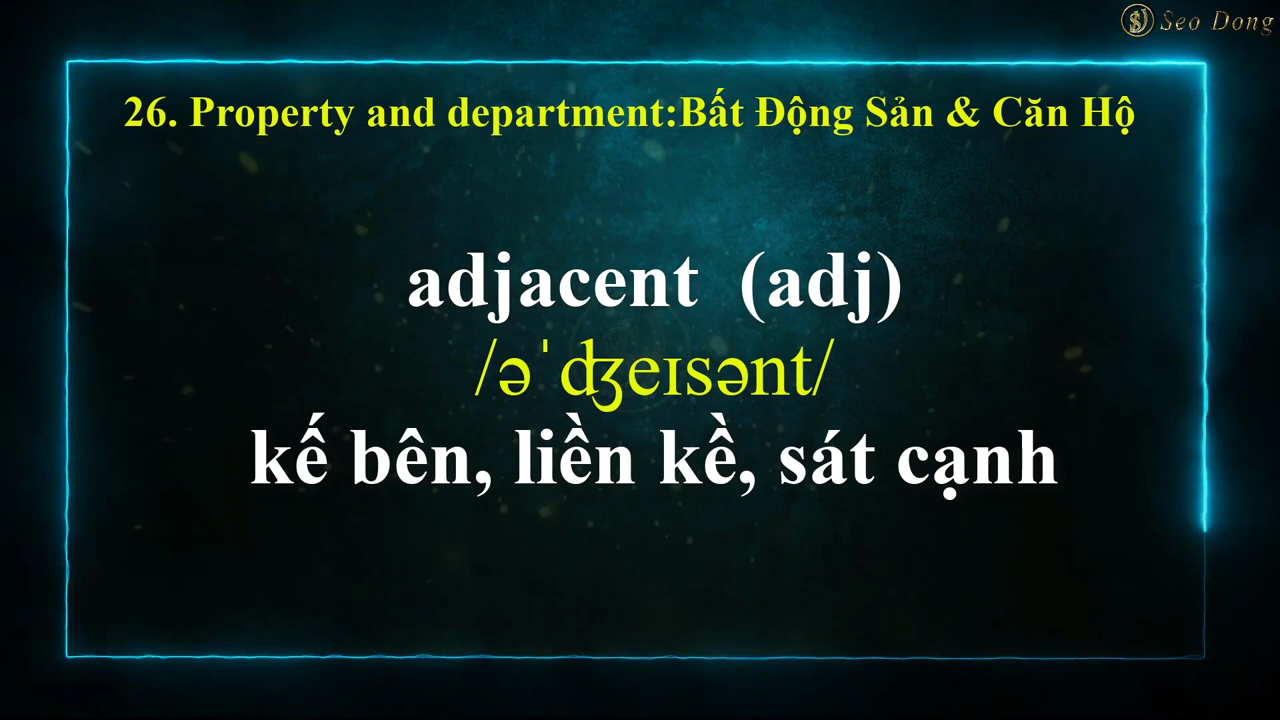 Seo Dong
26. Property and department:Bất Động Sản & Căn Hộ
adjacent (adj)
/əˈʤeɪsənt/
kế bên, liền kề, sát cạnh